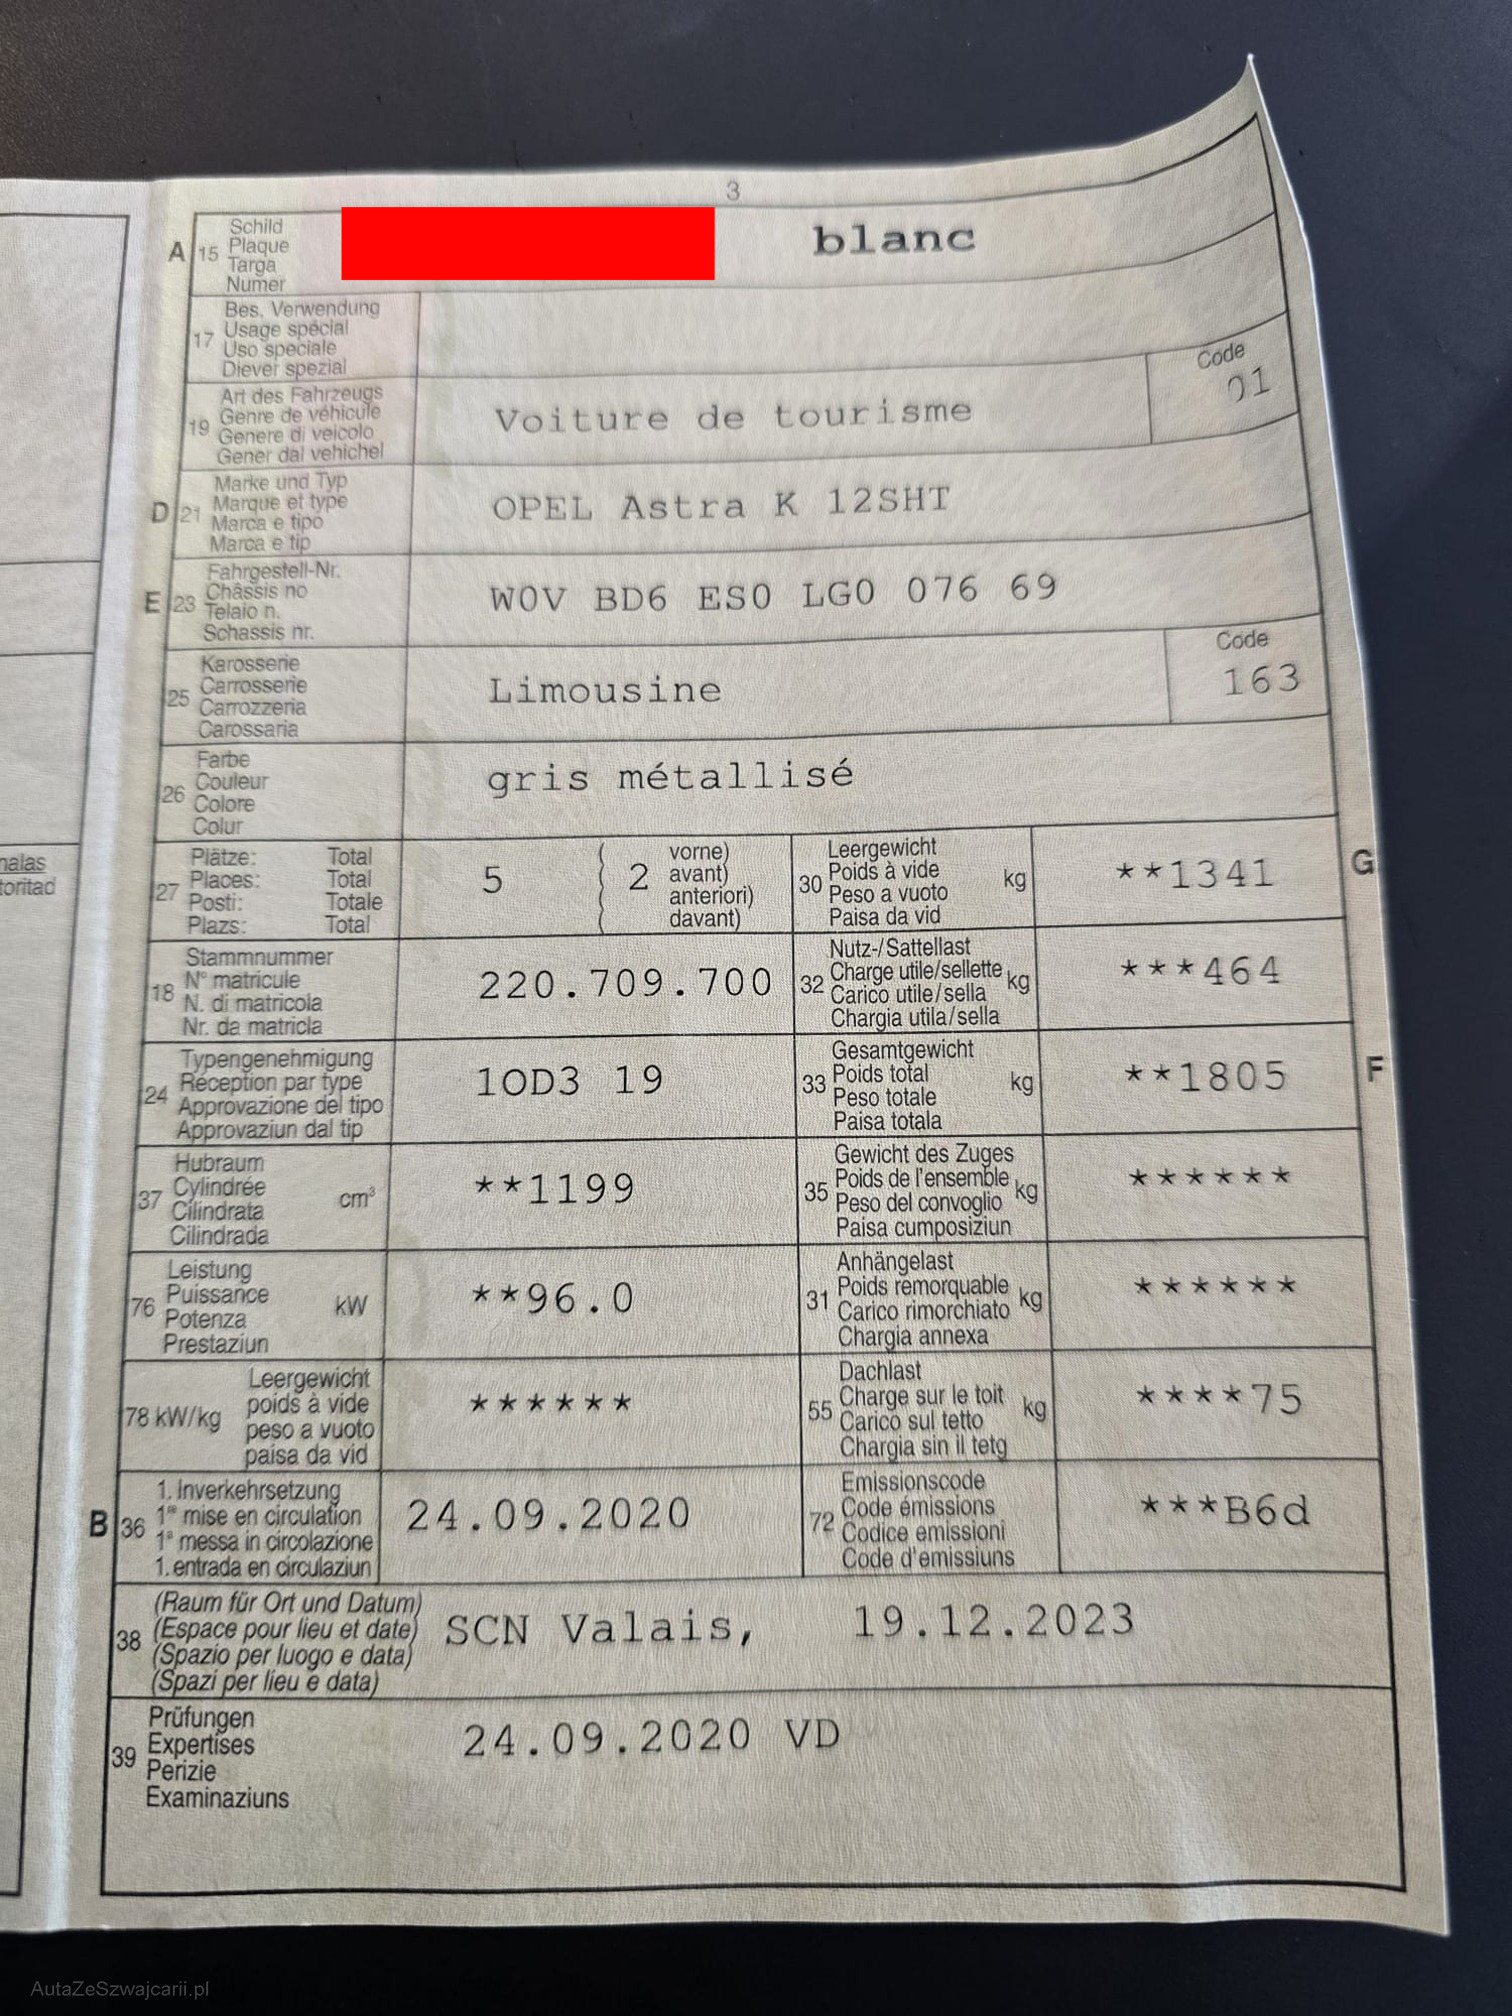 3
A 15 Schild
Plaque
Targa
Numer
blanc
17 Bes. Verwendung
Usage spécial
Uso speciale
Diever spezial
19 Art des Fahrzeugs
Genre de véhicule
Genere di veicolo
Gener dal vehichel
Voiture de tourisme
Code
01
D 21 Marke und Typ
Marque et type
Marca e tipo
Marca e tip
OPEL Astra K 12SHT
E 23 Fahrgestell-Nr.
Châssis no
Telaio n.
Schassis nr.
W0V BD6 ES0 LG0 076 69
25 Karosserie
Carrosserie
Carrozzeria
Carossaria
Limousine
Code
163
26 Farbe
Couleur
Colore
Colur
gris métallisé
27 Plätze: Total
Places: Total
Posti: Totale
Plazs: Total
5 ( 2 vorne)
avant)
anteriori)
davant)
30 Leergewicht
Poids à vide kg
Peso a vuoto
Paisa da vid
**1341
G
nalas
toritad
18 Stammnummer
N° matricule
N. di matricola
Nr. da matricla
220.709.700
32 Nutz-/Sattellast
Charge utile/sellette kg
Carico utile/sella
Chargia utila/sella
***464
24 Typengenehmigung
Réception par type
Approvazione del tipo
Approvaziun dal tip
1OD3 19
33 Gesamtgewicht
Poids total kg
Peso totale
Paisa totala
**1805
F
37 Hubraum
Cylindrée cm³
Cilindrata
Cilindrada
**1199
35 Gewicht des Zuges
Poids de l'ensemble kg
Peso del convoglio
Paisa cumposiziun
******
76 Leistung
Puissance kW
Potenza
Prestaziun
**96.0
31 Anhängelast
Poids remorquable kg
Carico rimorchiato
Chargia annexa
******
78 kW/kg Leergewicht
poids à vide
peso a vuoto
paisa da vid
******
55 Dachlast
Charge sur le toit kg
Carico sul tetto
Chargia sin il tetg
****75
B 36 1. Inverkehrsetzung
1re mise en circulation
1a messa in circolazione
1. entrada en circulaziun
24.09.2020
72 Emissionscode
Code émissions
Codice emissioni
Code d'emissiuns
***B6d
38 (Raum für Ort und Datum)
(Espace pour lieu et date)
(Spazio per luogo e data)
(Spazi per lieu e data)
SCN Valais, 19.12.2023
39 Prüfungen
Expertises
Perizie
Examinaziuns
24.09.2020 VD
AutaZeSzwajcarii.pl